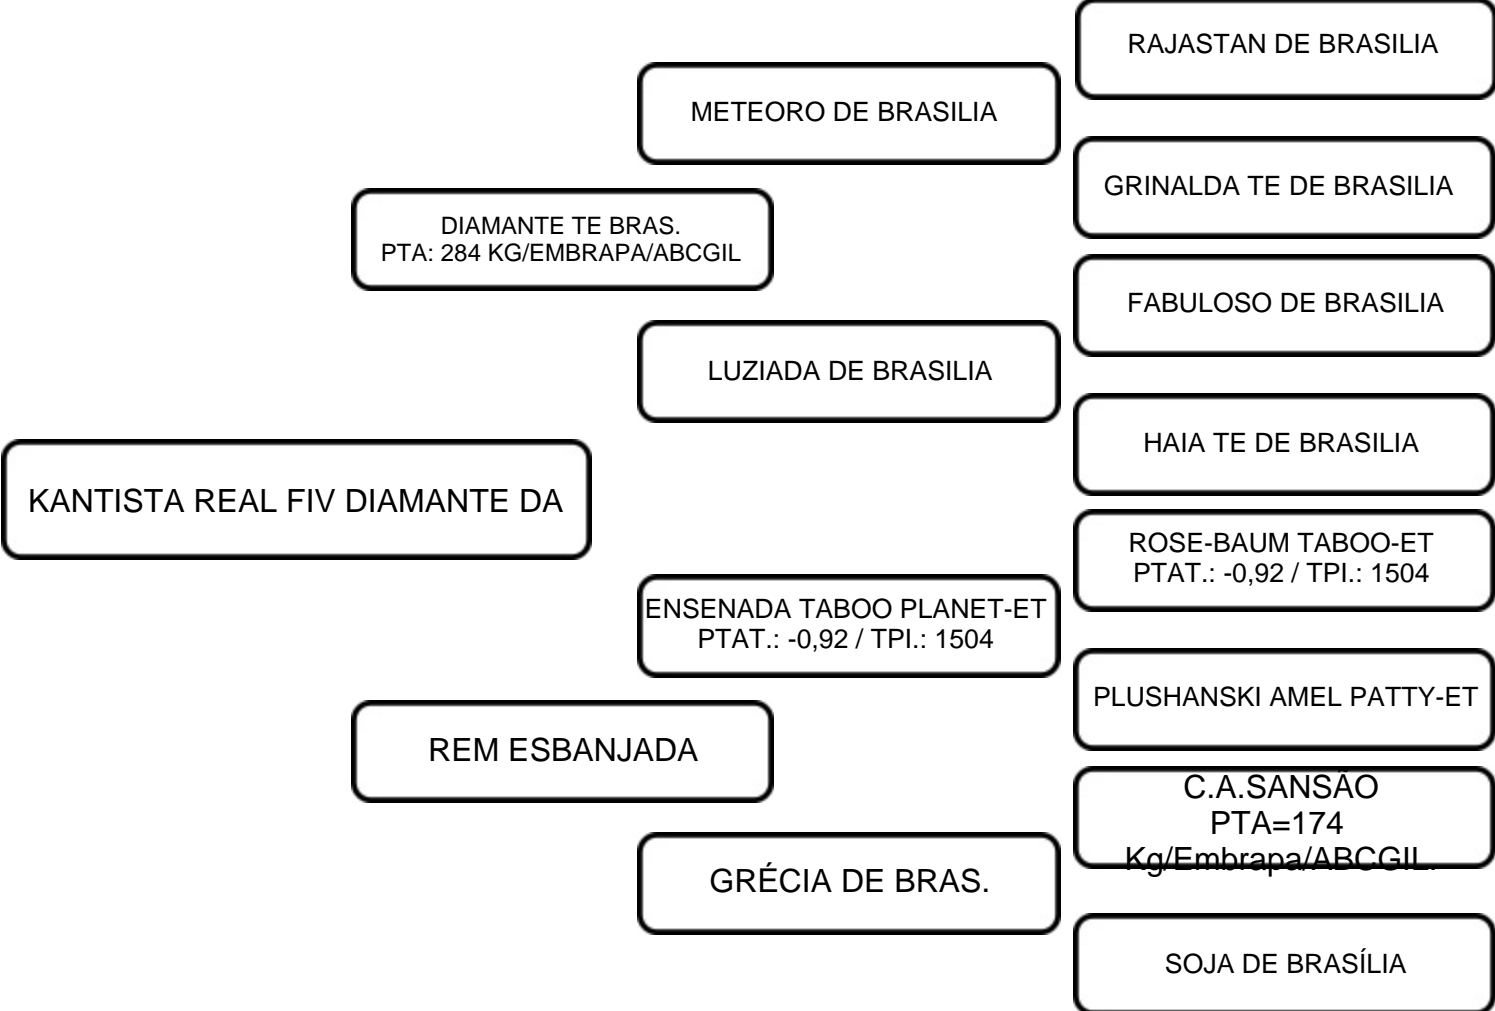 RAJASTAN DE BRASILIA
METEORO DE BRASILIA
GRINALDA TE DE BRASILIA
DIAMANTE TE BRAS.
PTA: 284 KG/EMBRAPA/ABCGIL
FABULOSO DE BRASILIA
LUZIADA DE BRASILIA
HAIA TE DE BRASILIA
KANTISTA REAL FIV DIAMANTE DA
ROSE-BAUM TABOO-ET
PTAT.: -0,92 / TPI.: 1504
ENSENADA TABOO PLANET-ET
PTAT.: -0,92 / TPI.: 1504
PLUSHANSKI AMEL PATTY-ET
REM ESBANJADA
C.A.SANSÃO
PTA=174
Kg/Embrapa/ABCGIL.
GRÉCIA DE BRAS.
SOJA DE BRASÍLIA